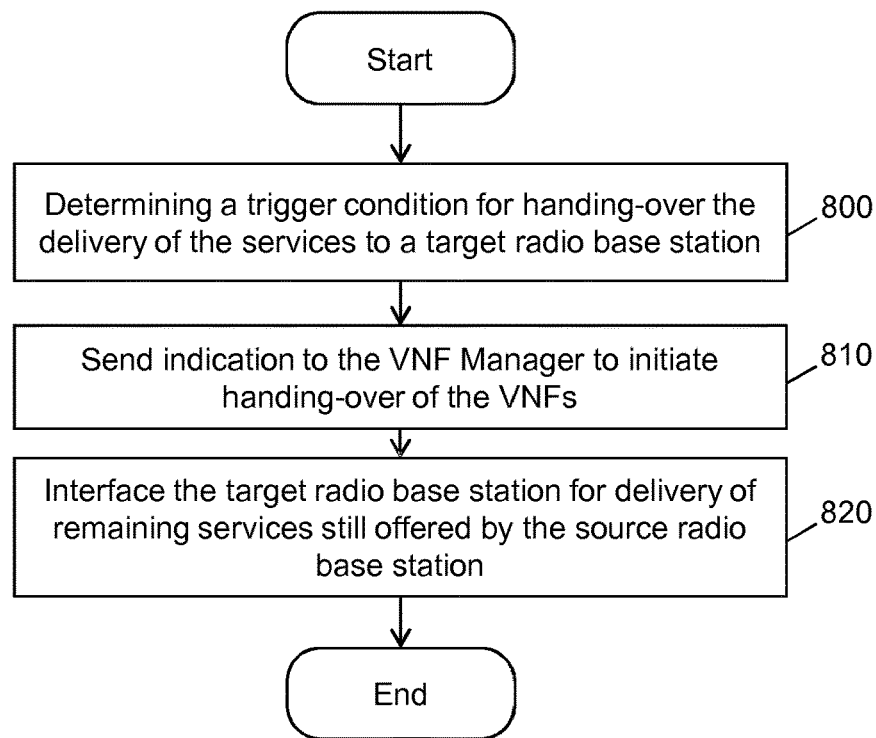 Start
Determining a trigger condition for handing-over the
delivery of the services to a target radio base station
800
Send indication to the VNF Manager to initiate
handing-over of the VNFs
810
Interface the target radio base station for delivery of
remaining services still offered by the source radio
base station
820
End